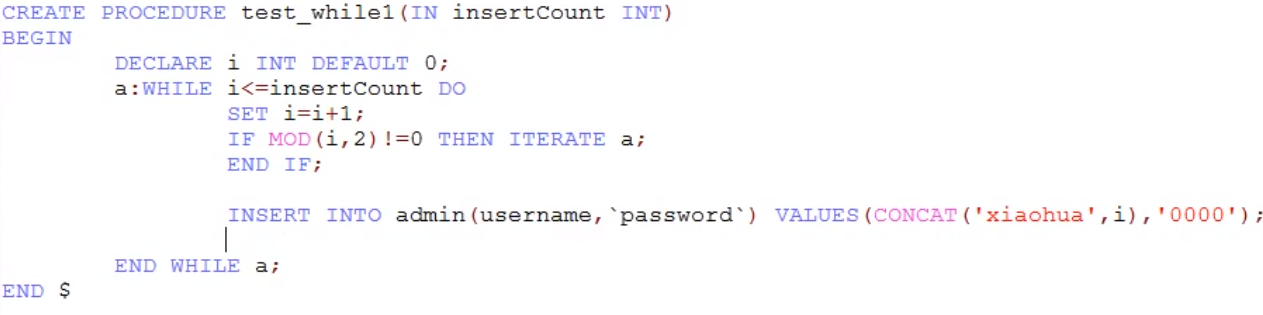 CREATE PROCEDURE test_while1(IN insertCount INT)
BEGIN
DECLARE i INT DEFAULT 0;
a:WHILE i<=insertCount DO
SET i=i+1;
IF MOD(i,2)!=0 THEN ITERATE a;
END IF;
INSERT INTO admin(username,`password`) VALUES(CONCAT('xiaohua',i),'0000');
END WHILE a;
END $